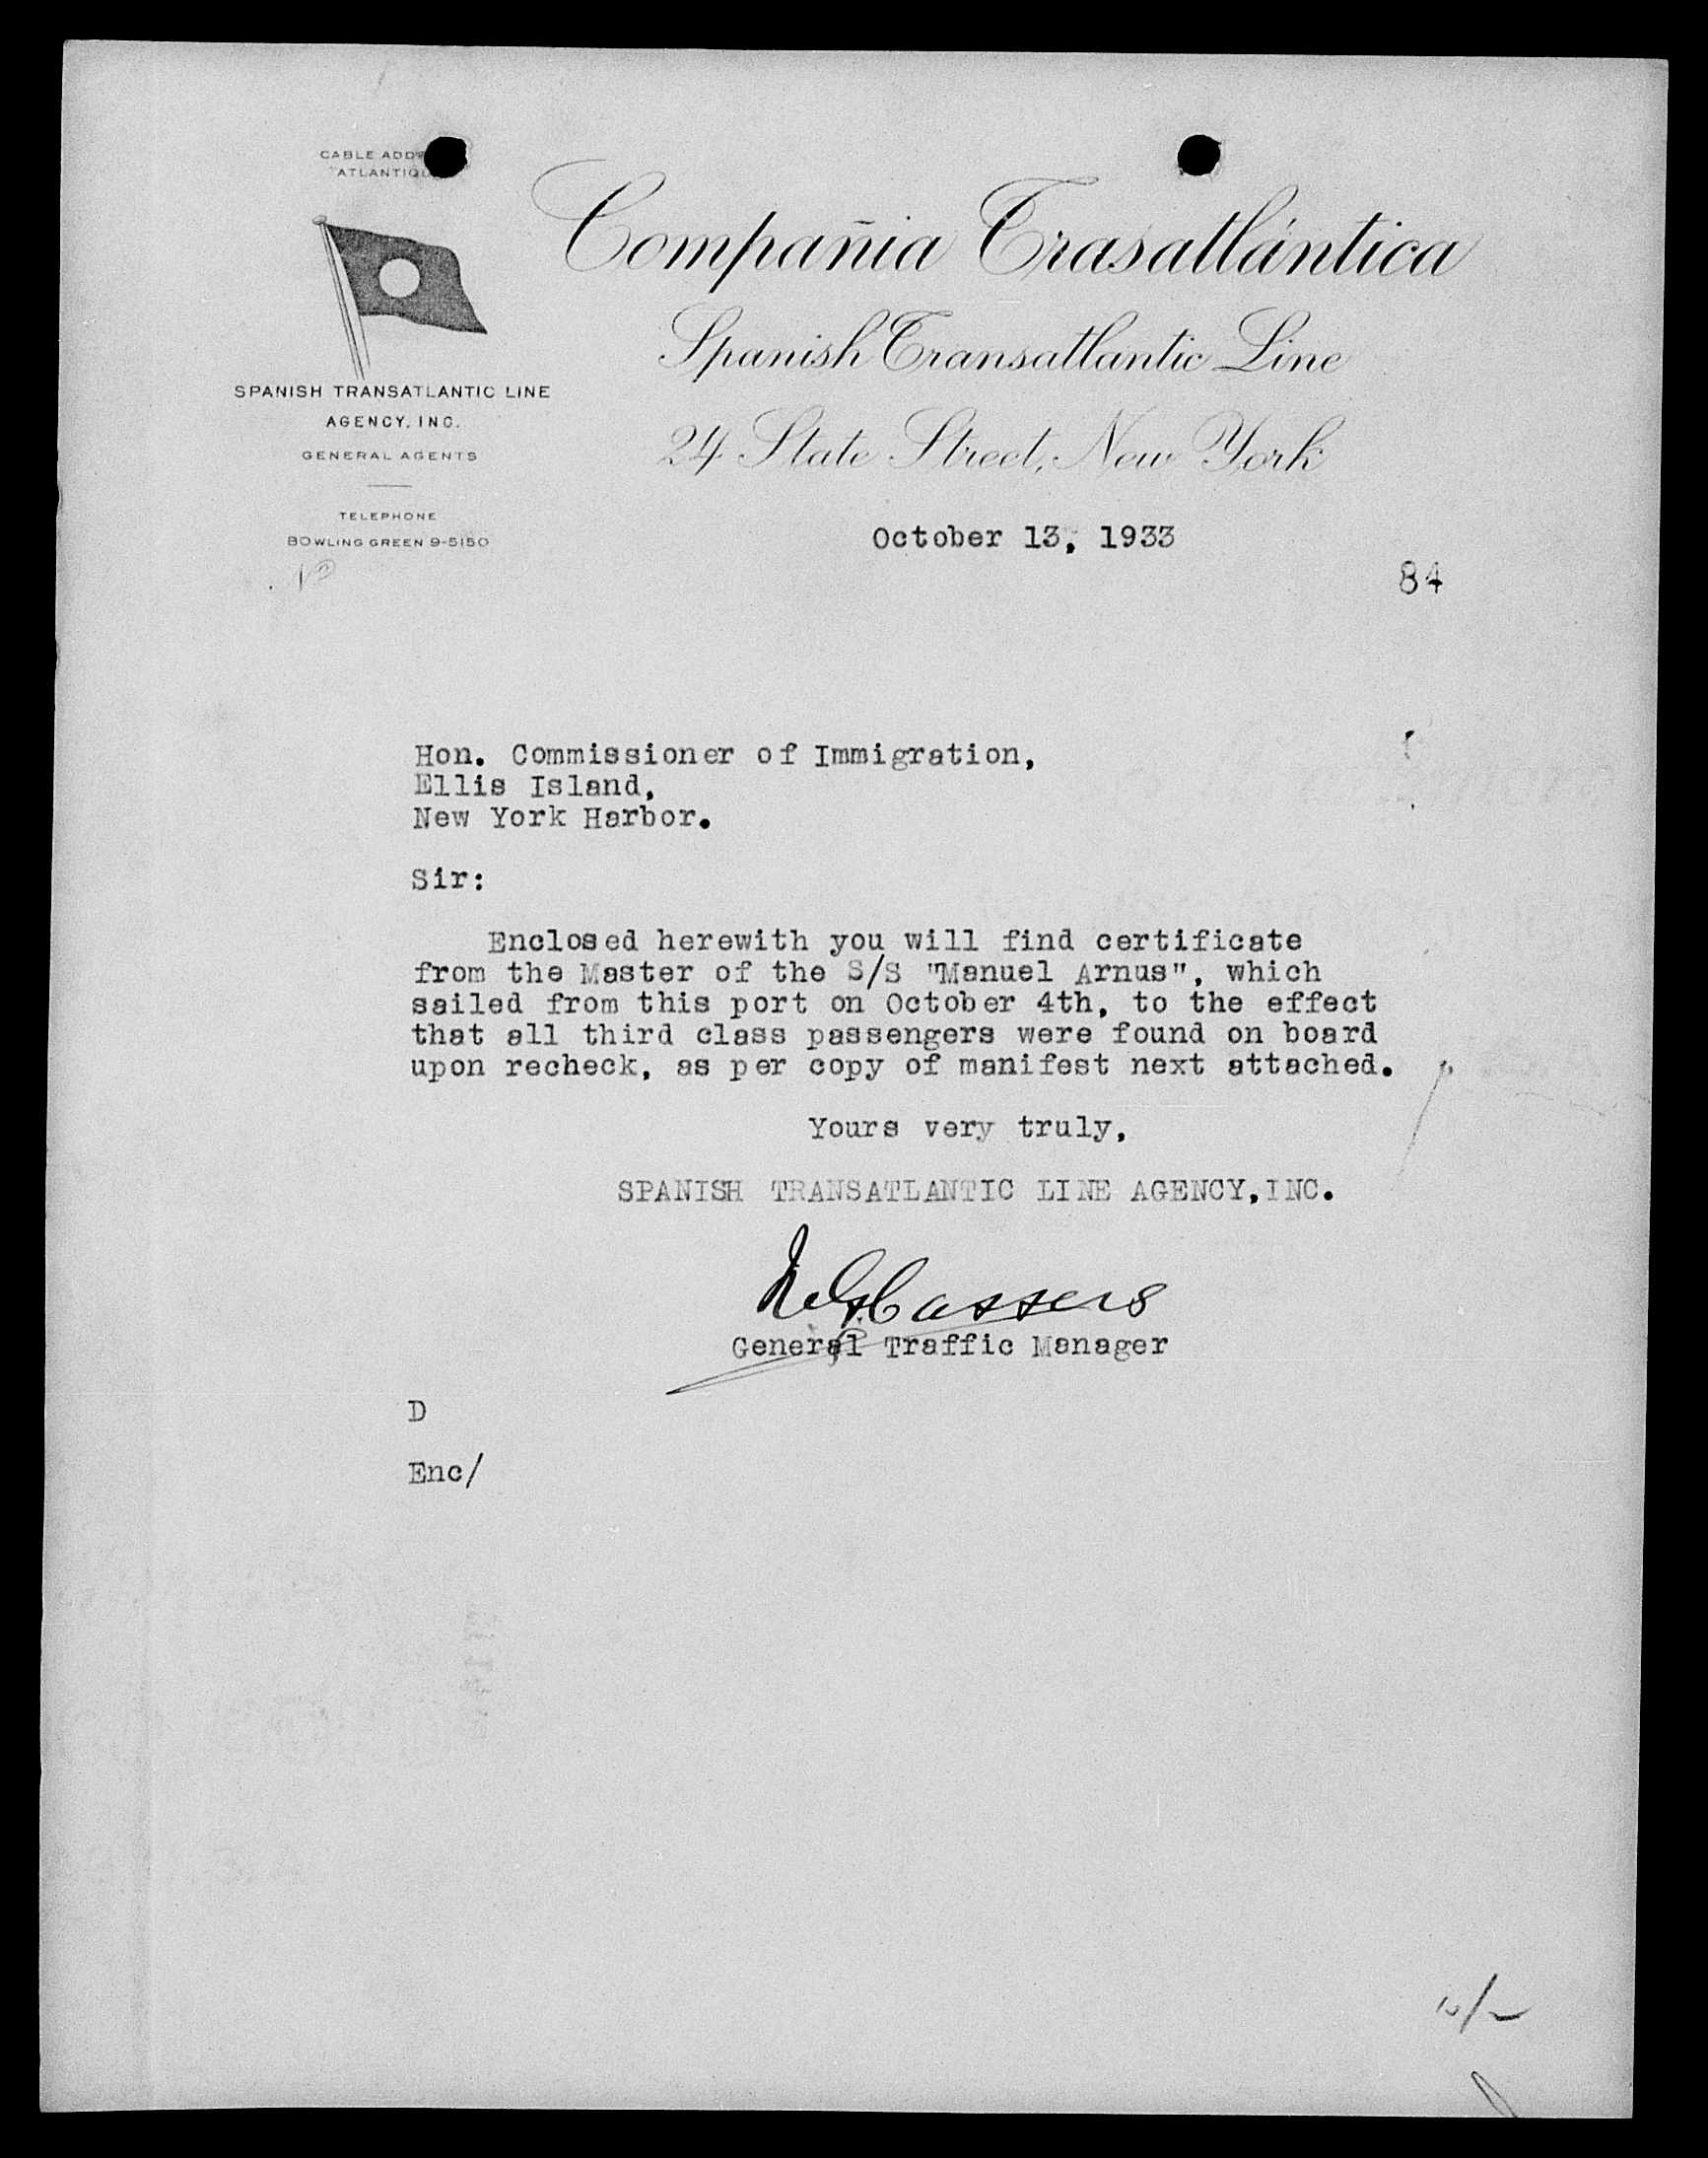 CABLE ADDR
"ATLANTIQU
Compañia Trasatlántica
Spanish Transatlantic Line
24 State Street, New York
SPANISH TRANSATLANTIC LINE
AGENCY, INC.
GENERAL AGENTS
TELEPHONE
BOWLING GREEN 9-5150
October 13, 1933
84
Hon. Commissioner of Immigration,
Ellis Island,
New York Harbor.
Sir:
Enclosed herewith you will find certificate
from the Master of the S/S "Manuel Arnus", which
sailed from this port on October 4th, to the effect
that all third class passengers were found on board
upon recheck, as per copy of manifest next attached.
Yours very truly,
SPANISH TRANSATLANTIC LINE AGENCY, INC.
General Traffic Manager
D
Enc/